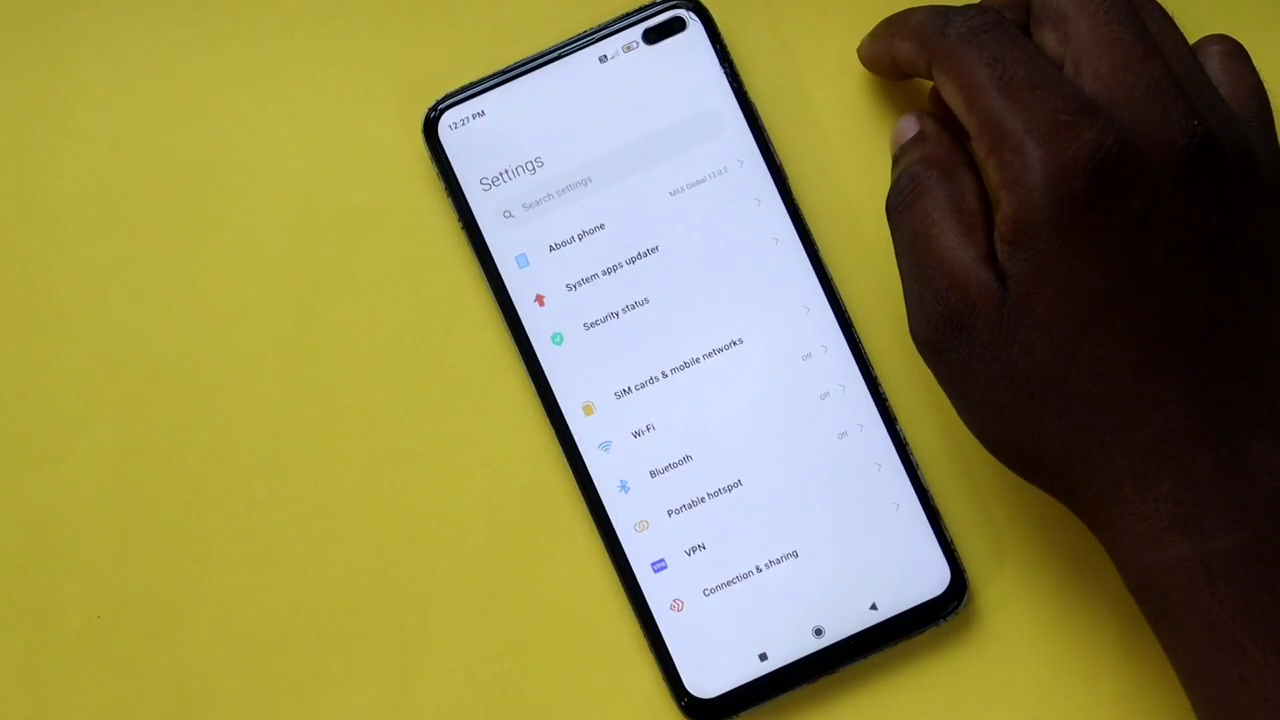 12:27 PM
Settings
Search settings
About phone
MIUI Global 12.0.2
System apps updater
Security status
SIM cards & mobile networks
Wi-Fi
Off
Bluetooth
Off
Portable hotspot
Off
VPN
VPN
Connection & sharing